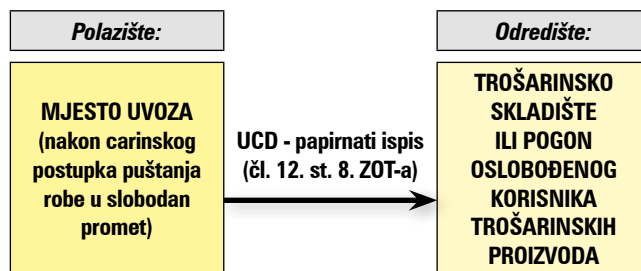 Polazište:
Odredište:
MJESTO UVOZA
(nakon carinskog
postupka puštanja
robe u slobodan
promet)
UCD - papirnati ispis
(čl. 12. st. 8. ZOT-a)
TROŠARINSKO
SKLADIŠTE
ILI POGON
OSLOBOĐENOG
KORISNIKA
TROŠARINSKIH
PROIZVODA